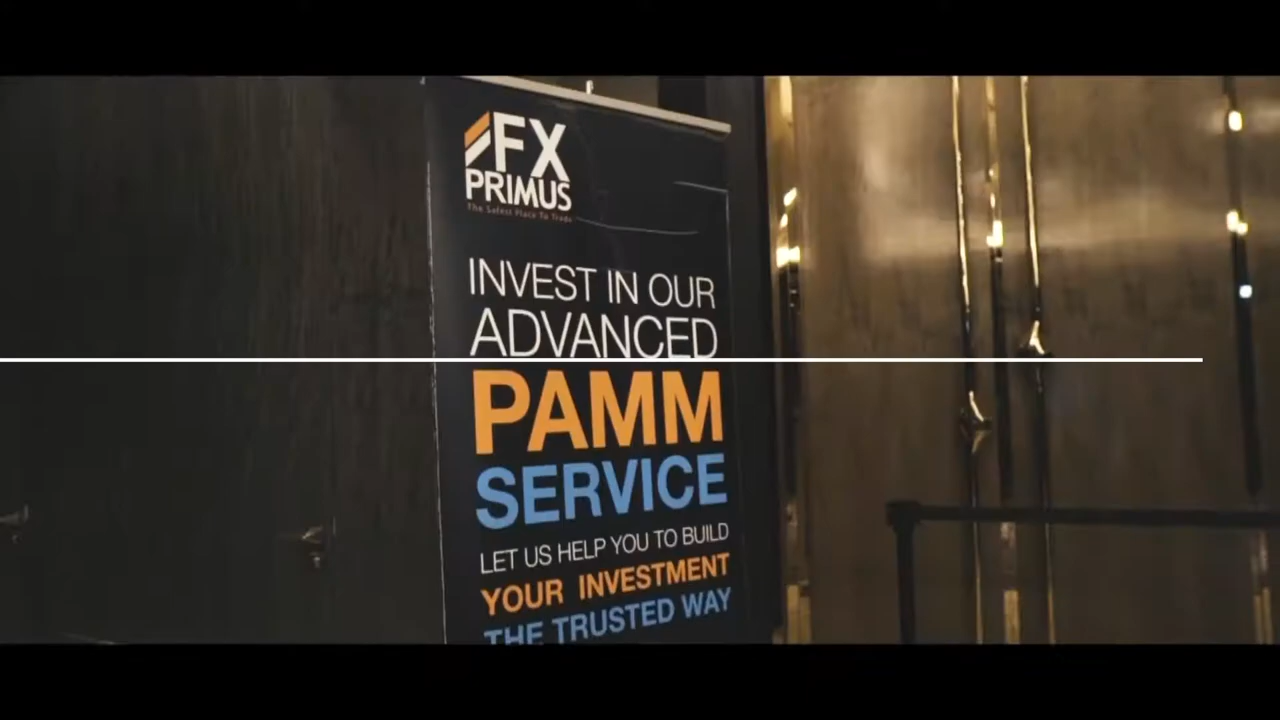 FX
PRIMUS
The Safest Place To Trade
INVEST IN OUR
ADVANCED
PAMM
SERVICE
LET US HELP YOU TO BUILD
YOUR INVESTMENT
THE TRUSTED WAY